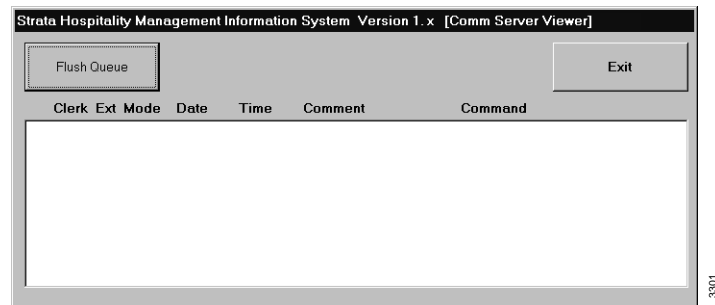 Strata Hospitality Management Information System Version 1. x [Comm Server Viewer]
Flush Queue Exit
Clerk Ext Mode Date Time Comment Command
3301